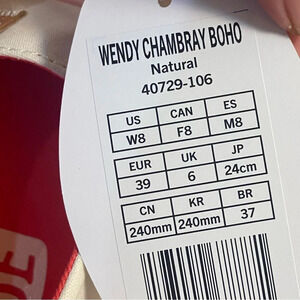 WENDY CHAMBRAY BOHO
Natural
40729-106
US CAN ES
W8 F8 M8
EUR UK JP
39 6 24cm
CN KR BR
240mm 240mm 37